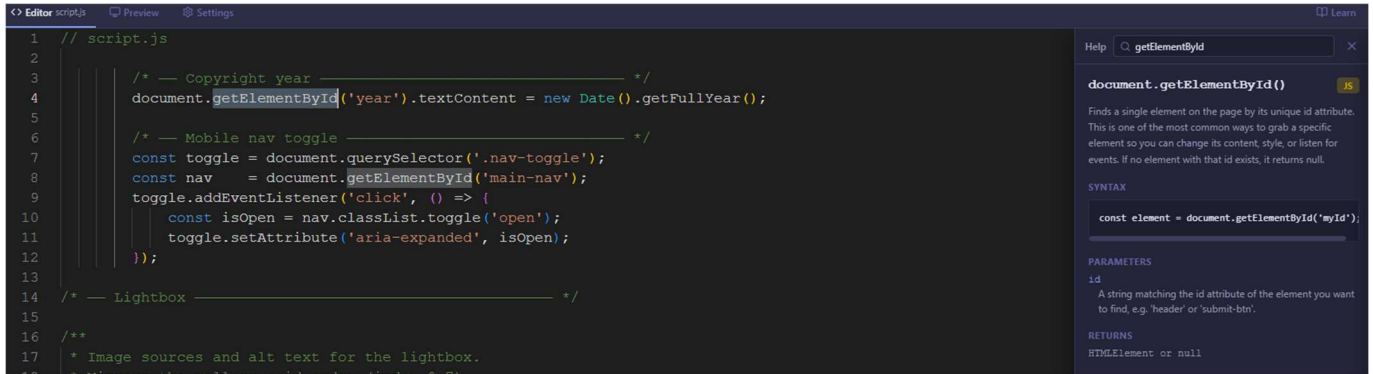 <> Editor script.js Preview Settings Learn
1 // script.js
2
3 /* — Copyright year —————————————————— */
4 document.getElementById('year').textContent = new Date().getFullYear();
5
6 /* — Mobile nav toggle ———————————————— */
7 const toggle = document.querySelector('.nav-toggle');
8 const nav    = document.getElementById('main-nav');
9 toggle.addEventListener('click', () => {
10 const isOpen = nav.classList.toggle('open');
11 toggle.setAttribute('aria-expanded', isOpen);
12 });
13
14 /* — Lightbox ————————————————————— */
15
16 /**
17 * Image sources and alt text for the lightbox.
Help getElementById ×
document.getElementById() JS
Finds a single element on the page by its unique id attribute.
This is one of the most common ways to grab a specific
element so you can change its content, style, or listen for
events. If no element with that id exists, it returns null.
SYNTAX
const element = document.getElementById('myId');
PARAMETERS
id
A string matching the id attribute of the element you want
to find, e.g. 'header' or 'submit-btn'.
RETURNS
HTMLElement or null